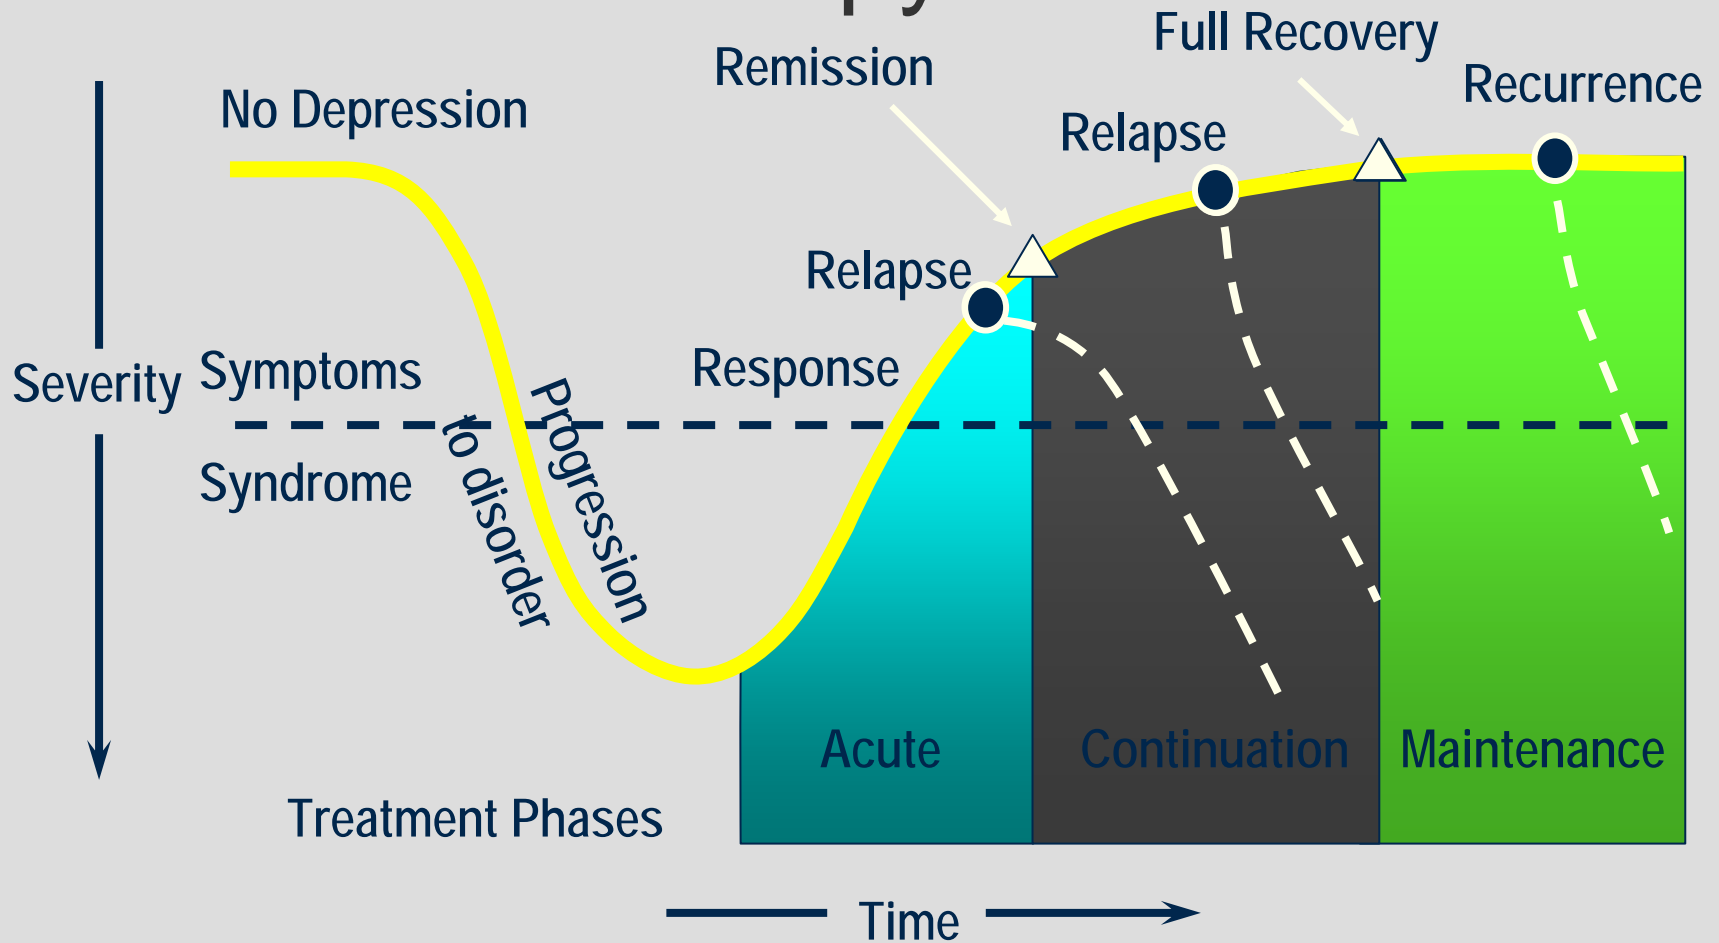 Full Recovery
Remission
Recurrence
No Depression
Relapse
Relapse
Response
Severity
Symptoms
Progression
to disorder
Syndrome
Acute
Continuation
Maintenance
Treatment Phases
Time